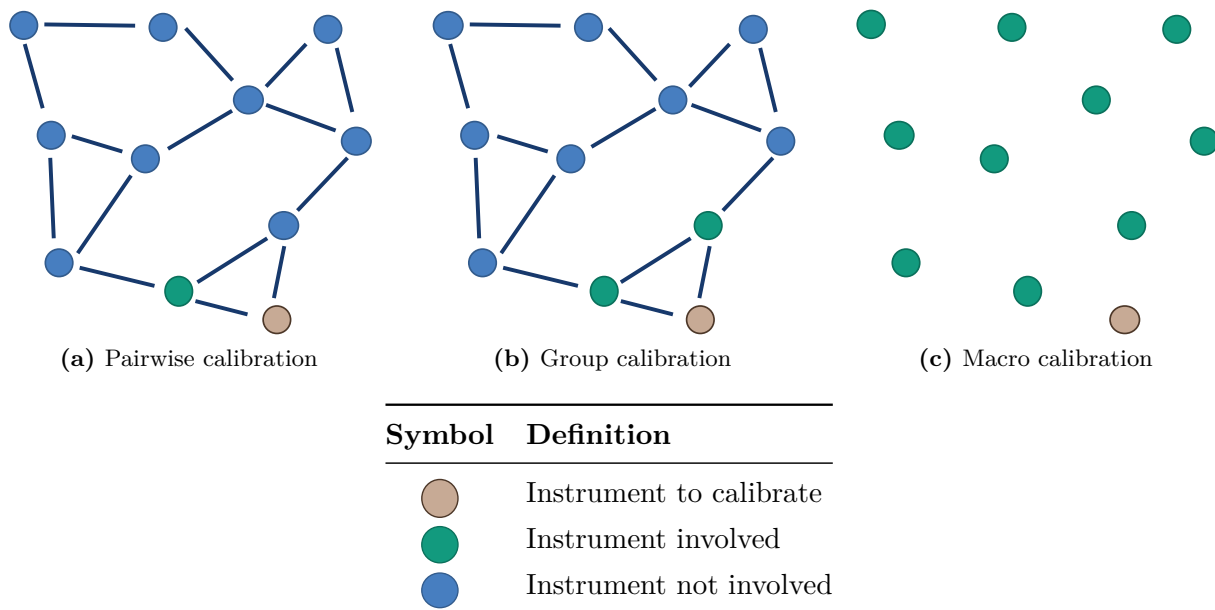 (a) Pairwise calibration
(b) Group calibration
(c) Macro calibration
Symbol Definition
Instrument to calibrate
Instrument involved
Instrument not involved